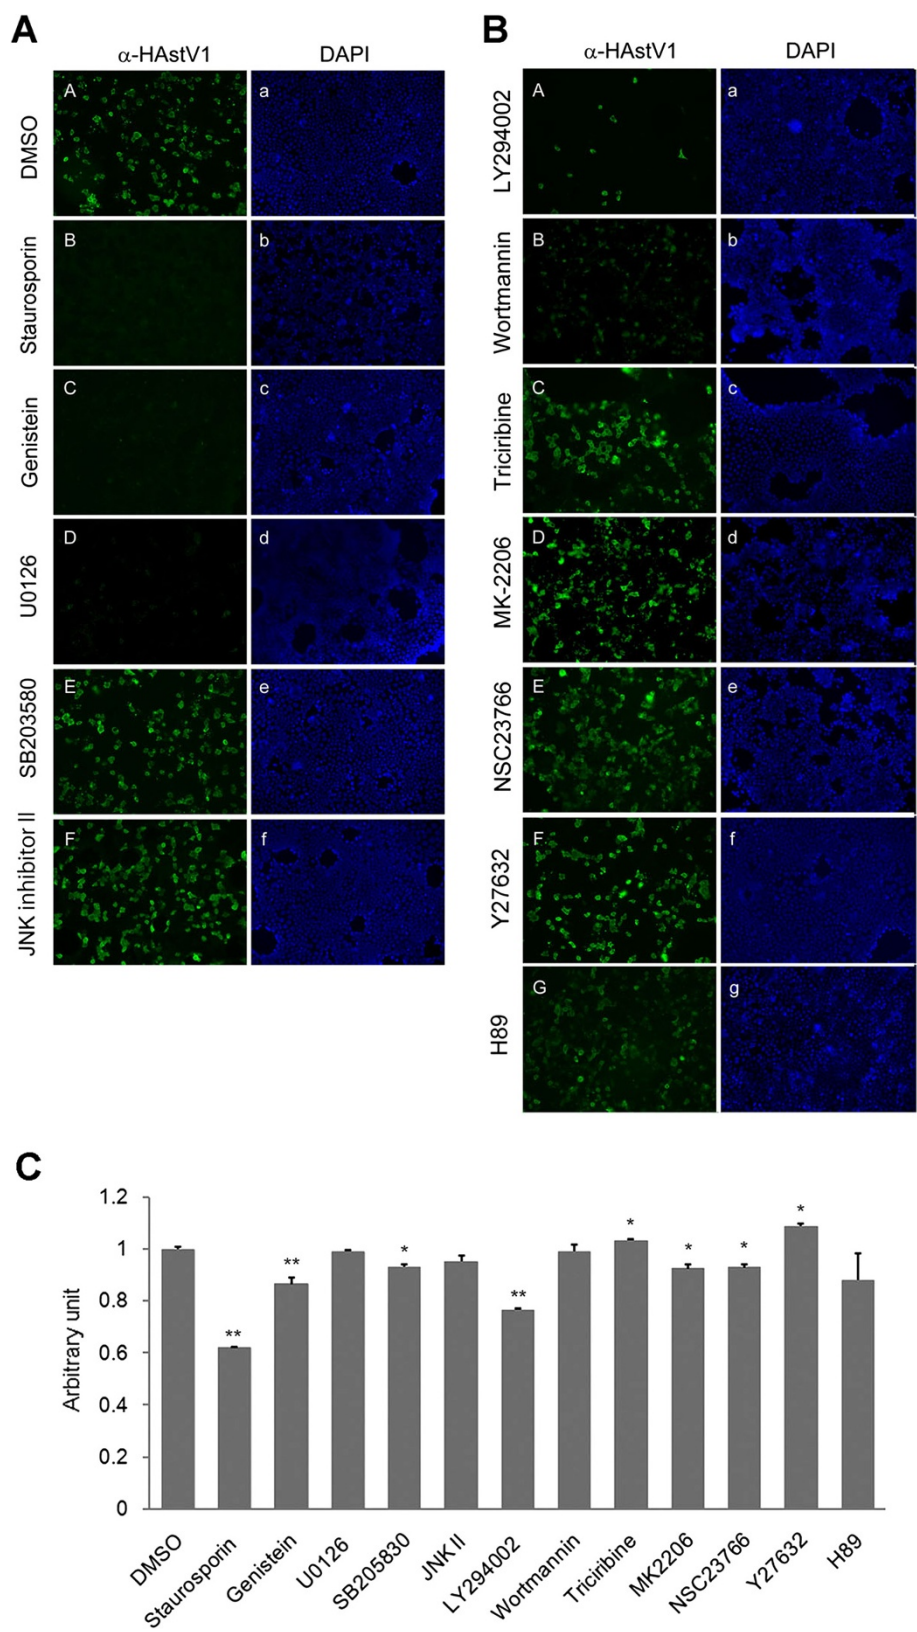 A
α-HAstV1 DAPI
DMSO A a
Staurosporin B b
Genistein C c
U0126 D d
SB203580 E e
JNK inhibitor II F f
B
α-HAstV1 DAPI
LY294002 A a
Wortmannin B b
Triciribine C c
MK-2206 D d
NSC23766 E e
Y27632 F f
H89 G g
C
Arbitrary unit
1.2
1
0.8
0.6
0.4
0.2
0
** ** * ** * * * *
DMSO Staurosporin Genistein U0126 SB205830 JNK II LY294002 Wortmannin Triciribine MK2206 NSC23766 Y27632 H89